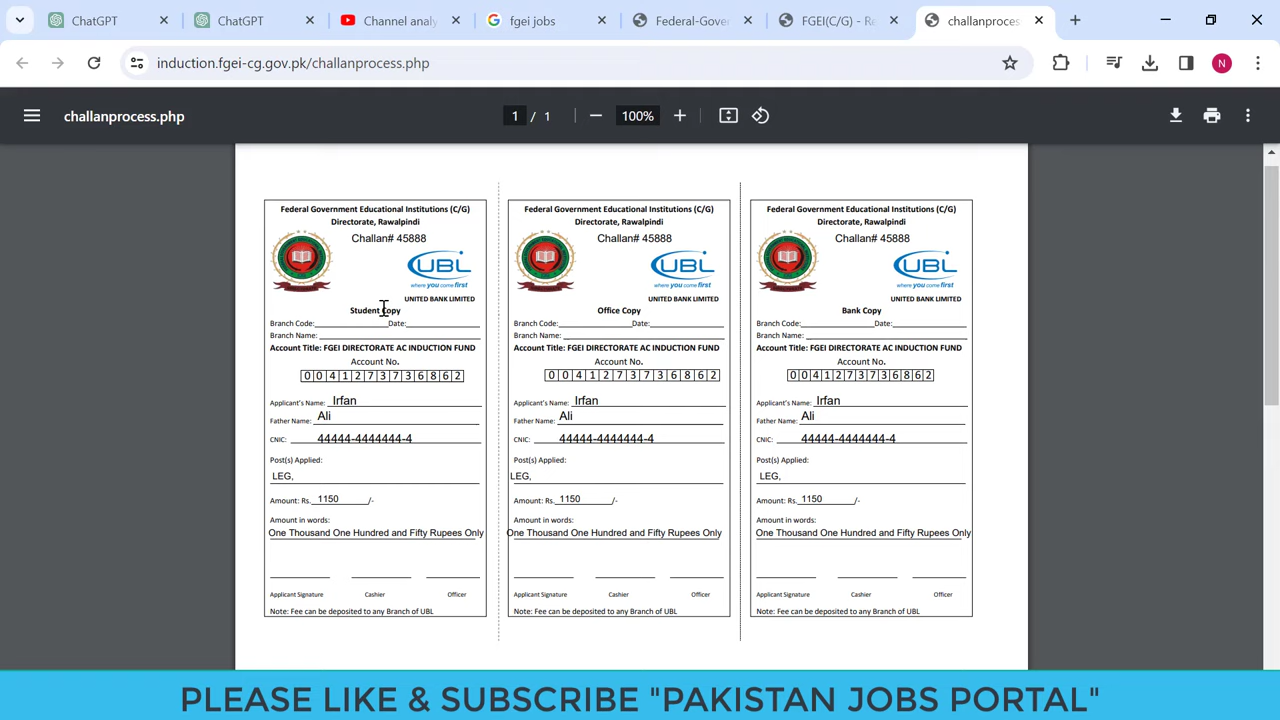 ChatGPT
ChatGPT
Channel analy
fgei jobs
Federal-Gover
FGEI(C/G) - Re
challanproces
induction.fgei-cg.gov.pk/challanprocess.php
N
challanprocess.php
1 / 1
100%
Federal Government Educational Institutions (C/G)
Directorate, Rawalpindi
Challan# 45888
UBL
where you come first
UNITED BANK LIMITED
Student Copy
Branch Code: Date:
Branch Name:
Account Title: FGEI DIRECTORATE AC INDUCTION FUND
Account No.
0 0 4 1 2 7 3 7 3 6 8 6 2
Applicant's Name: Irfan
Father Name: Ali
CNIC: 44444-4444444-4
Post(s) Applied:
LEG,
Amount: Rs. 1150 /-
Amount in words:
One Thousand One Hundred and Fifty Rupees Only
Applicant Signature Cashier Officer
Note: Fee can be deposited to any Branch of UBL
Federal Government Educational Institutions (C/G)
Directorate, Rawalpindi
Challan# 45888
UBL
where you come first
UNITED BANK LIMITED
Office Copy
Branch Code: Date:
Branch Name:
Account Title: FGEI DIRECTORATE AC INDUCTION FUND
Account No.
0 0 4 1 2 7 3 7 3 6 8 6 2
Applicant's Name: Irfan
Father Name: Ali
CNIC: 44444-4444444-4
Post(s) Applied:
LEG,
Amount: Rs. 1150 /-
Amount in words:
One Thousand One Hundred and Fifty Rupees Only
Applicant Signature Cashier Officer
Note: Fee can be deposited to any Branch of UBL
Federal Government Educational Institutions (C/G)
Directorate, Rawalpindi
Challan# 45888
UBL
where you come first
UNITED BANK LIMITED
Bank Copy
Branch Code: Date:
Branch Name:
Account Title: FGEI DIRECTORATE AC INDUCTION FUND
Account No.
0 0 4 1 2 7 3 7 3 6 8 6 2
Applicant's Name: Irfan
Father Name: Ali
CNIC: 44444-4444444-4
Post(s) Applied:
LEG,
Amount: Rs. 1150 /-
Amount in words:
One Thousand One Hundred and Fifty Rupees Only
Applicant Signature Cashier Officer
Note: Fee can be deposited to any Branch of UBL
PLEASE LIKE & SUBSCRIBE "PAKISTAN JOBS PORTAL"